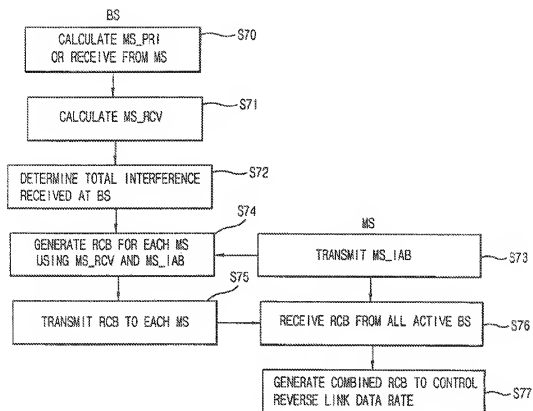 BS
CALCULATE MS_PRI
OR RECEIVE FROM MS
S70
CALCULATE MS_RCV
S71
DETERMINE TOTAL INTERFERENCE
RECEIVED AT BS
S72
GENERATE RCB FOR EACH MS
USING MS_RCV AND MS_IAB
S74
MS
TRANSMIT MS_IAB
S73
TRANSMIT RCB TO EACH MS
S75
RECEIVE RCB FROM ALL ACTIVE BS
S76
GENERATE COMBINED RCB TO CONTROL
REVERSE LINK DATA RATE
S77